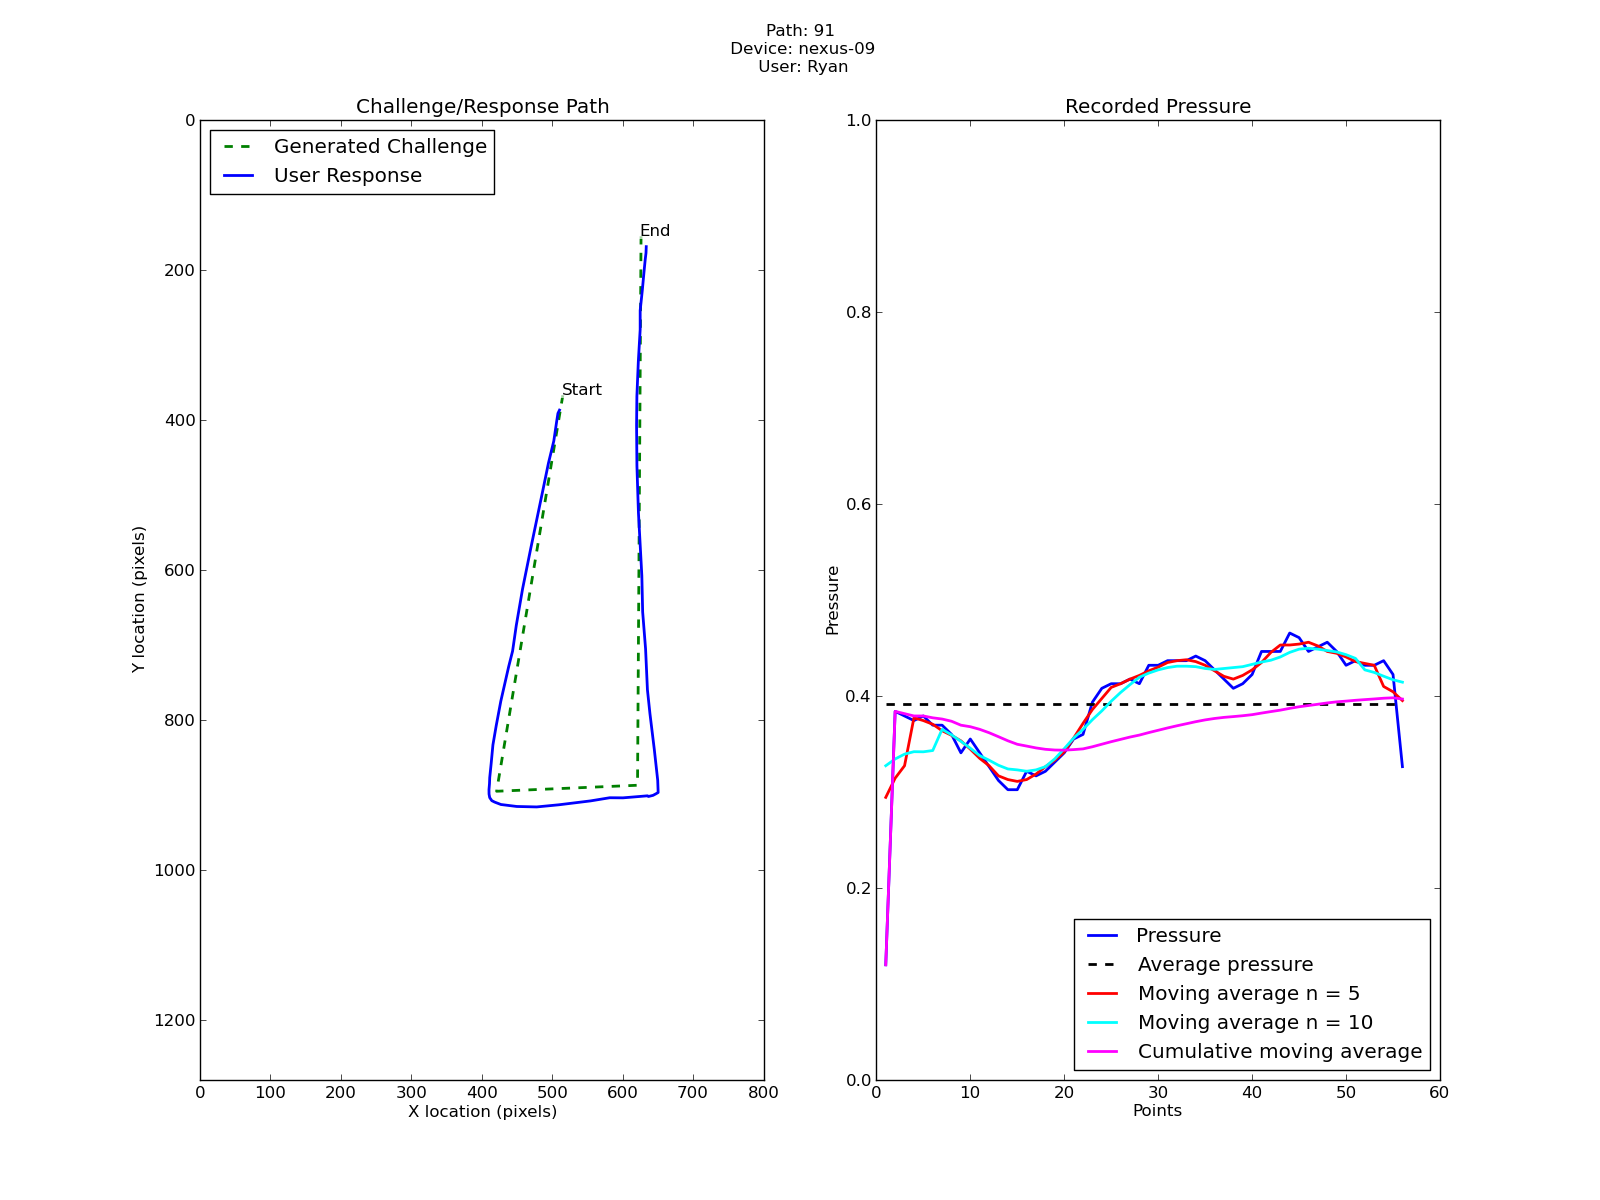 Path: 91
Device: nexus-09
User: Ryan
Challenge/Response Path
0
200
400
600
800
1000
1200
Y location (pixels)
Generated Challenge
User Response
End
Start
0 100 200 300 400 500 600 700 800
X location (pixels)
Recorded Pressure
1.0
0.8
0.6
0.4
0.2
0.0
Pressure
Pressure
Average pressure
Moving average n = 5
Moving average n = 10
Cumulative moving average
0 10 20 30 40 50 60
Points